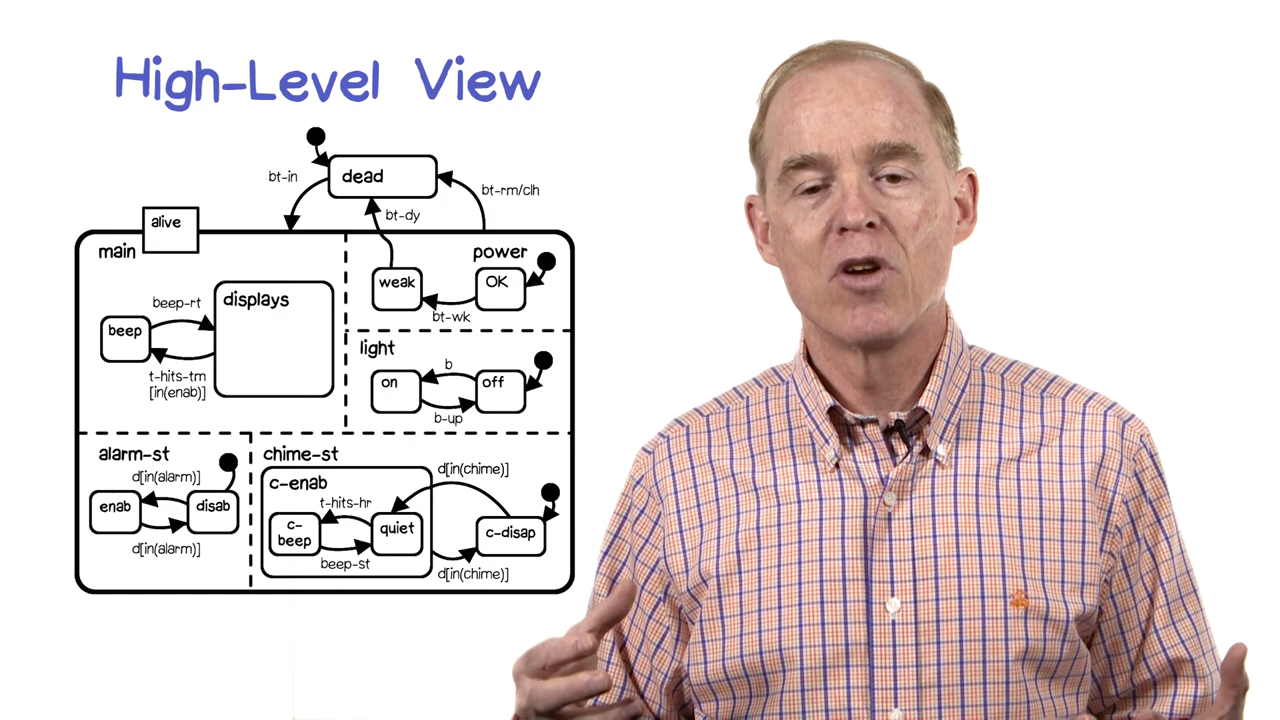 High-Level View
dead
bt-in
bt-rm/clh
bt-dy
alive
main
power
weak
OK
bt-wk
displays
beep-rt
beep
t-hits-tm
[in(enab)]
light
on
off
b
b-up
alarm-st
d[in(alarm)]
enab
disab
d[in(alarm)]
chime-st
c-enab
t-hits-hr
c-
beep
quiet
beep-st
d[in(chime)]
c-disap
d[in(chime)]